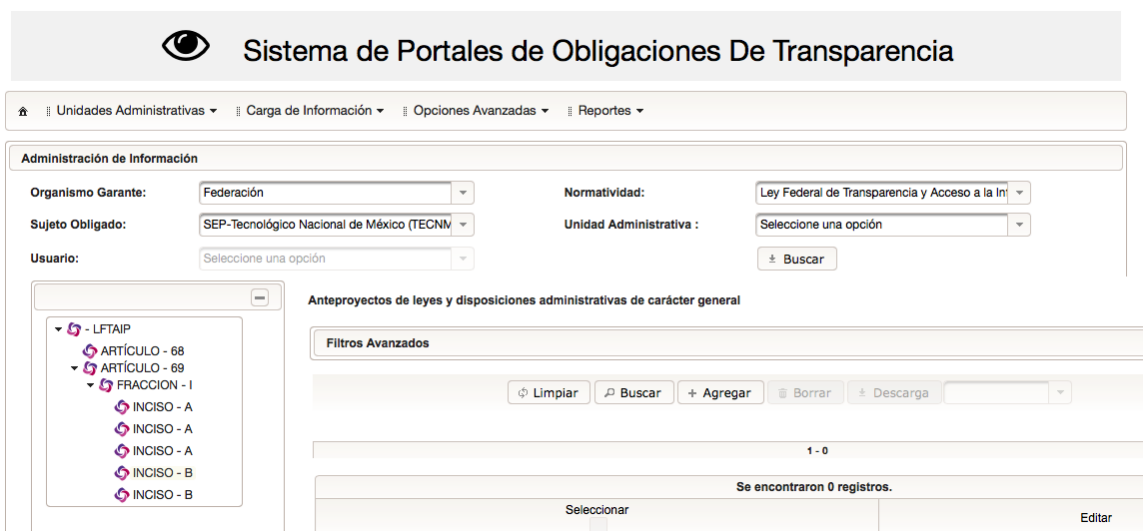 Sistema de Portales de Obligaciones De Transparencia
Unidades Administrativas Carga de Información Opciones Avanzadas Reportes
Administración de Información
Organismo Garante: Federación Normatividad: Ley Federal de Transparencia y Acceso a la Inf
Sujeto Obligado: SEP-Tecnológico Nacional de México (TECNM Unidad Administrativa : Seleccione una opción
Usuario: Seleccione una opción Buscar
Anteproyectos de leyes y disposiciones administrativas de carácter general
- LFTAIP
ARTÍCULO - 68
ARTÍCULO - 69
FRACCION - I
INCISO - A
INCISO - A
INCISO - A
INCISO - B
INCISO - B
Filtros Avanzados
Limpiar Buscar Agregar Borrar Descarga
1 - 0
Se encontraron 0 registros.
Seleccionar Editar